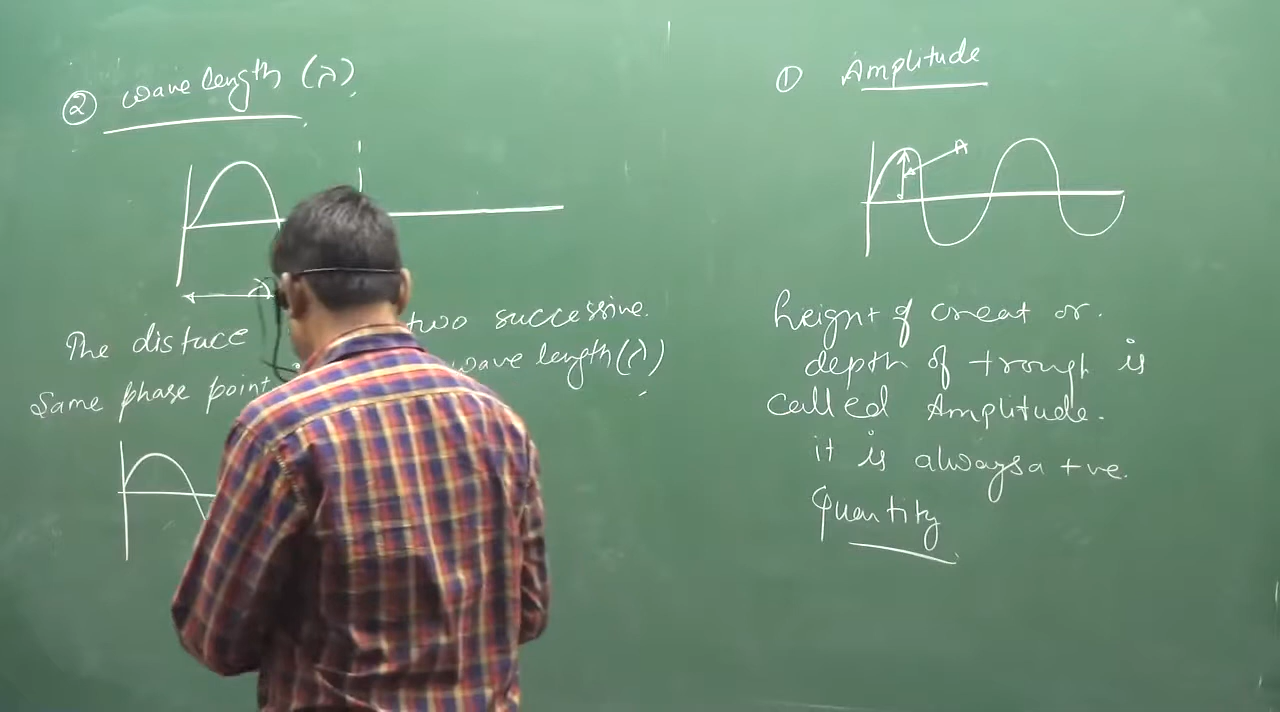 ② wave length (λ)
λ
The distace two successive.
Same phase point wave length (λ)
① Amplitude
A
height of creat or.
depth of trough is
called Amplitude.
it is always a +ve.
Quantity